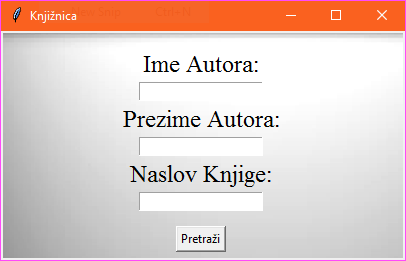 Knjižnica
Ime Autora:
Prezime Autora:
Naslov Knjige:
Pretraži